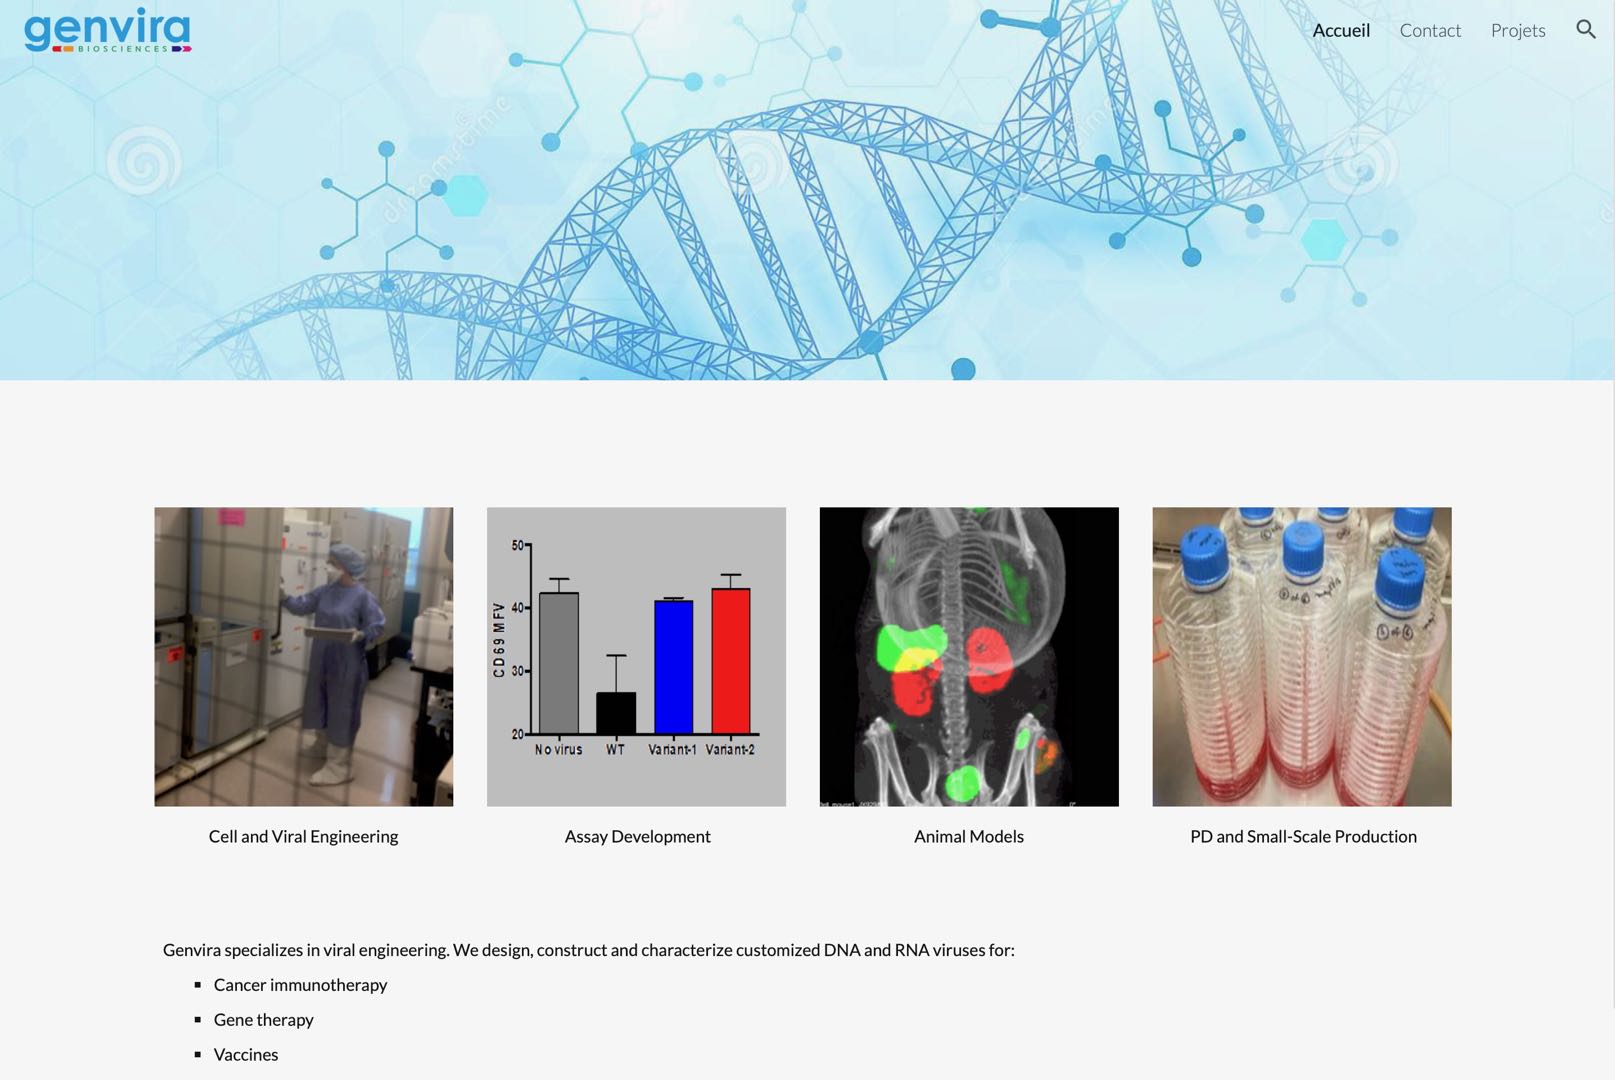 genvira
BIOSCIENCES
Accueil
Contact
Projets
dreamstime
50
40
30
20
CD69 MFV
No virus
WT
Variant-1
Variant-2
Cell and Viral Engineering
Assay Development
Animal Models
PD and Small-Scale Production
Genvira specializes in viral engineering. We design, construct and characterize customized DNA and RNA viruses for:
▪ Cancer immunotherapy
▪ Gene therapy
▪ Vaccines